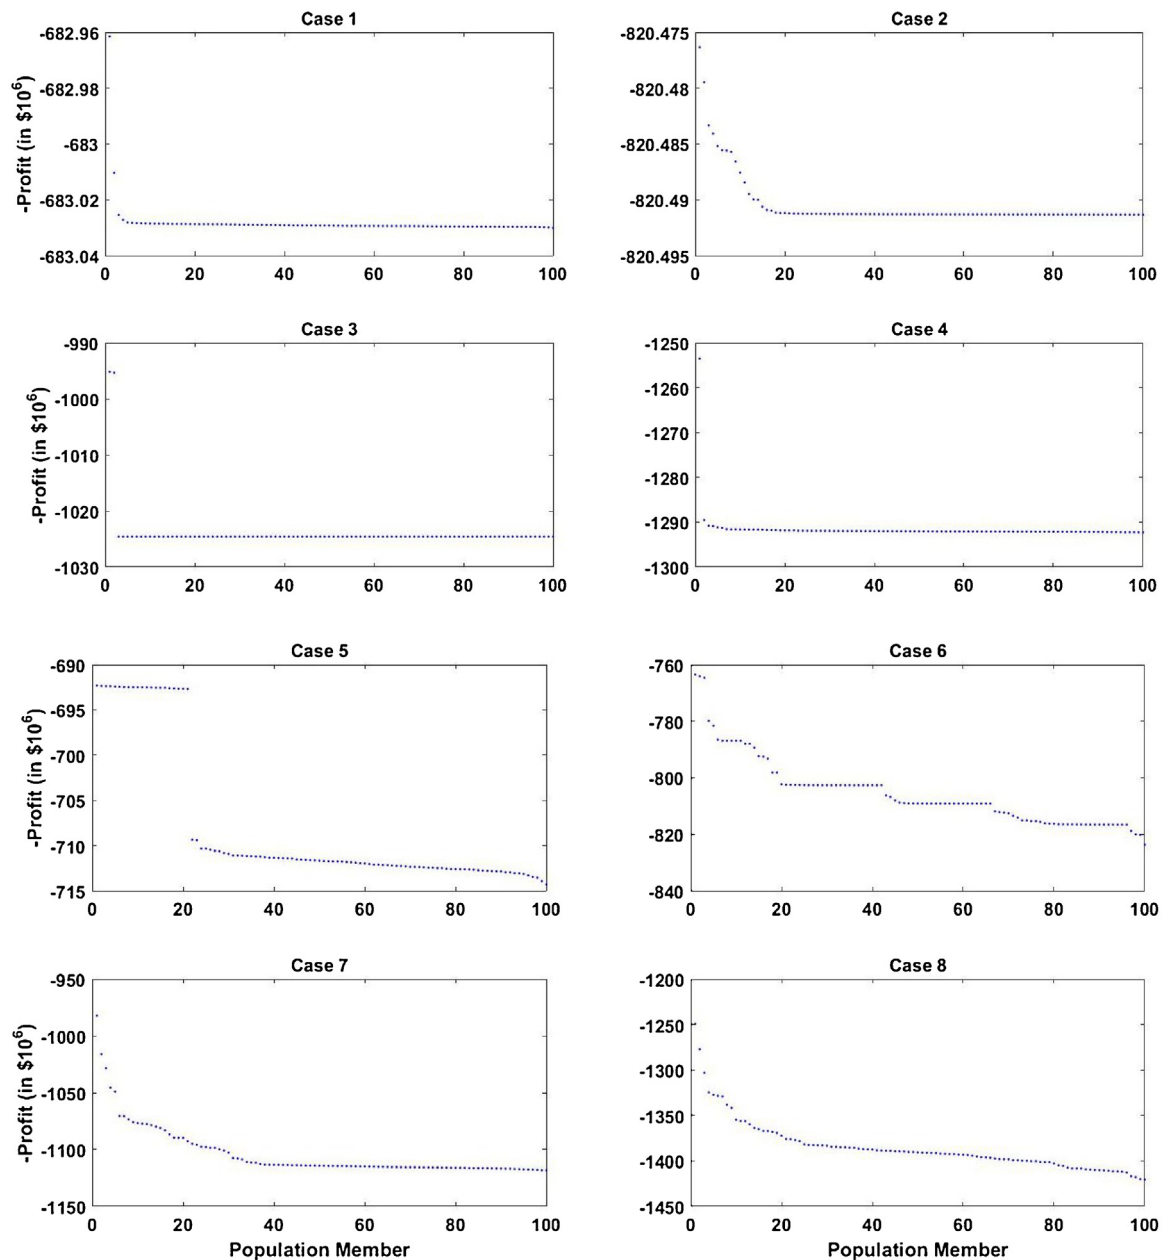 Case 1
Case 2
-Profit (in $10^6)
-682.96
-682.98
-683
-683.02
-683.04
0 20 40 60 80 100
-820.475
-820.48
-820.485
-820.49
-820.495
0 20 40 60 80 100
Case 3
Case 4
-Profit (in $10^6)
-990
-1000
-1010
-1020
-1030
0 20 40 60 80 100
-1250
-1260
-1270
-1280
-1290
-1300
0 20 40 60 80 100
Case 5
Case 6
-Profit (in $10^6)
-690
-695
-700
-705
-710
-715
0 20 40 60 80 100
-760
-780
-800
-820
-840
0 20 40 60 80 100
Case 7
Case 8
-Profit (in $10^6)
-950
-1000
-1050
-1100
-1150
0 20 40 60 80 100
Population Member
-1200
-1250
-1300
-1350
-1400
-1450
0 20 40 60 80 100
Population Member